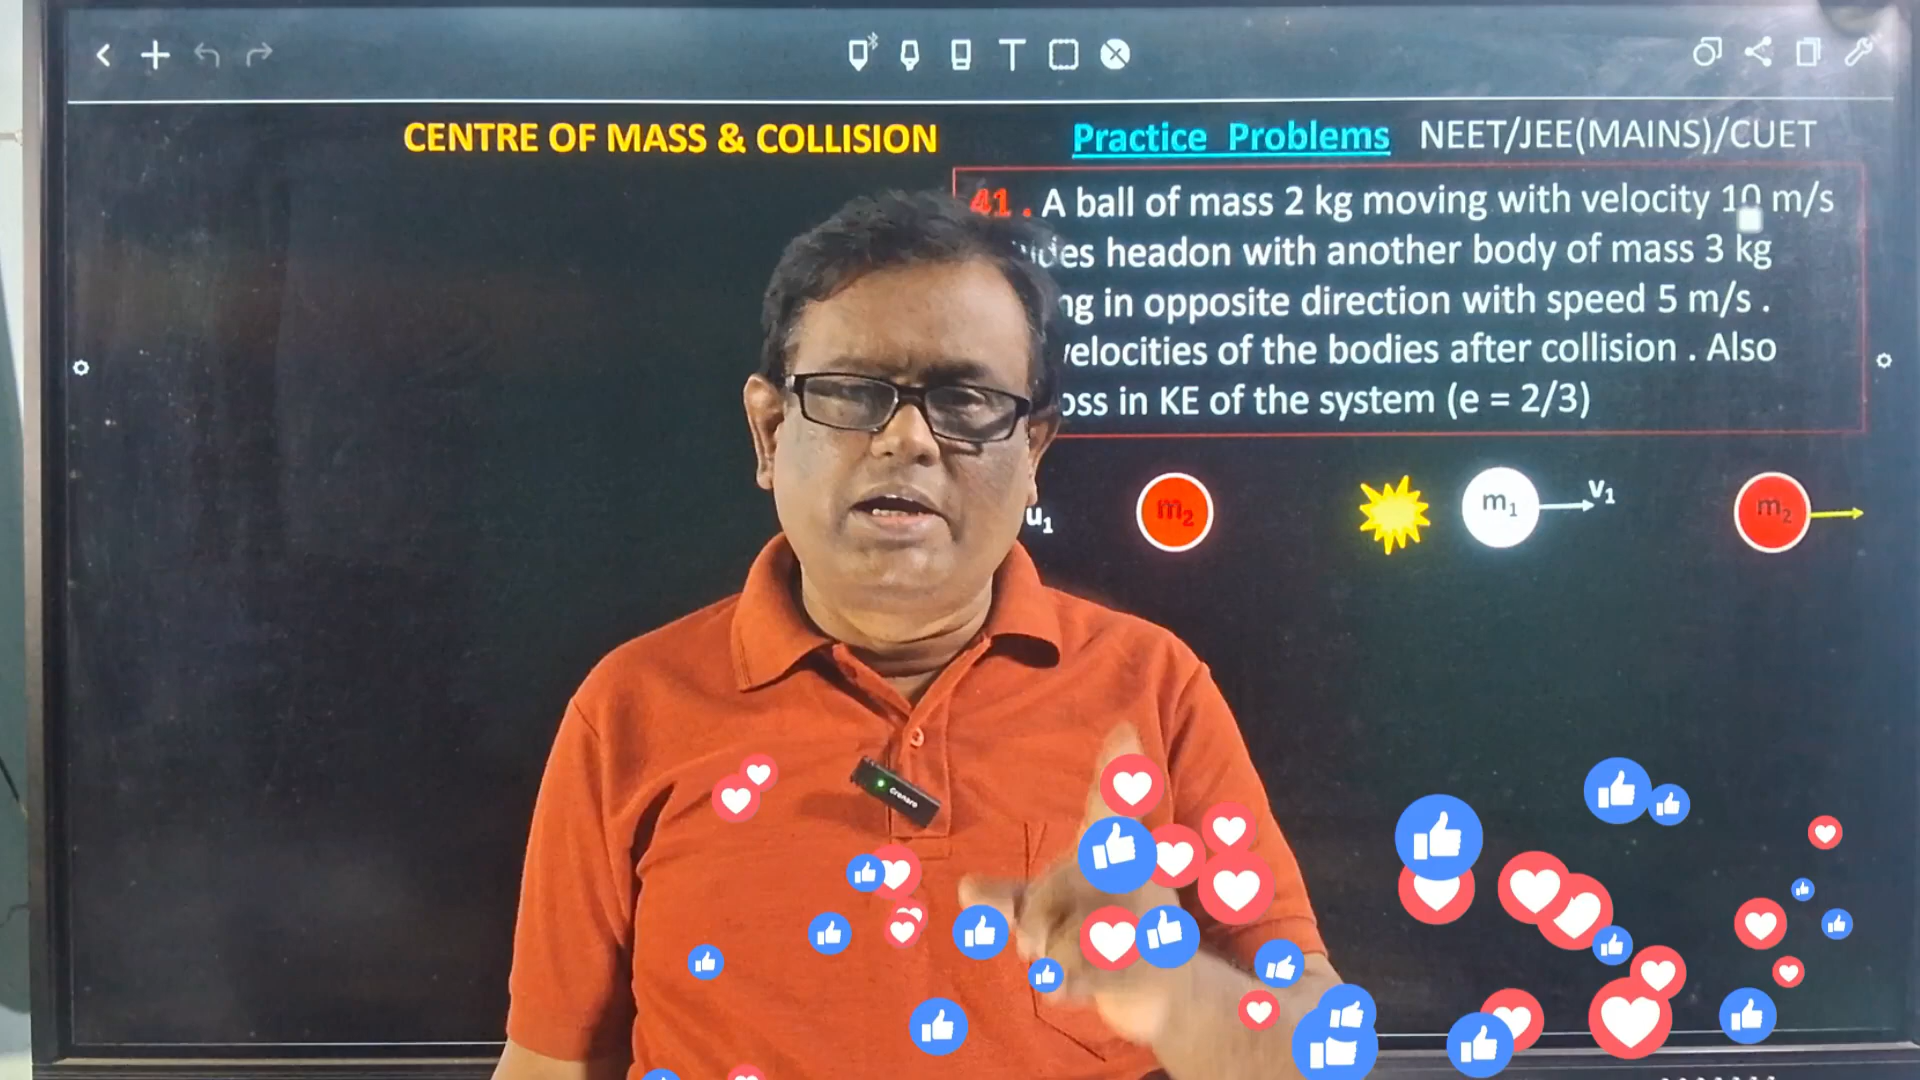 CENTRE OF MASS & COLLISION
Practice Problems NEET/JEE(MAINS)/CUET
41 . A ball of mass 2 kg moving with velocity 10 m/s
headon with another body of mass 3 kg
in opposite direction with speed 5 m/s .
velocities of the bodies after collision . Also
in KE of the system (e = 2/3)
u₁ m₂ m₁ v₁ m₂